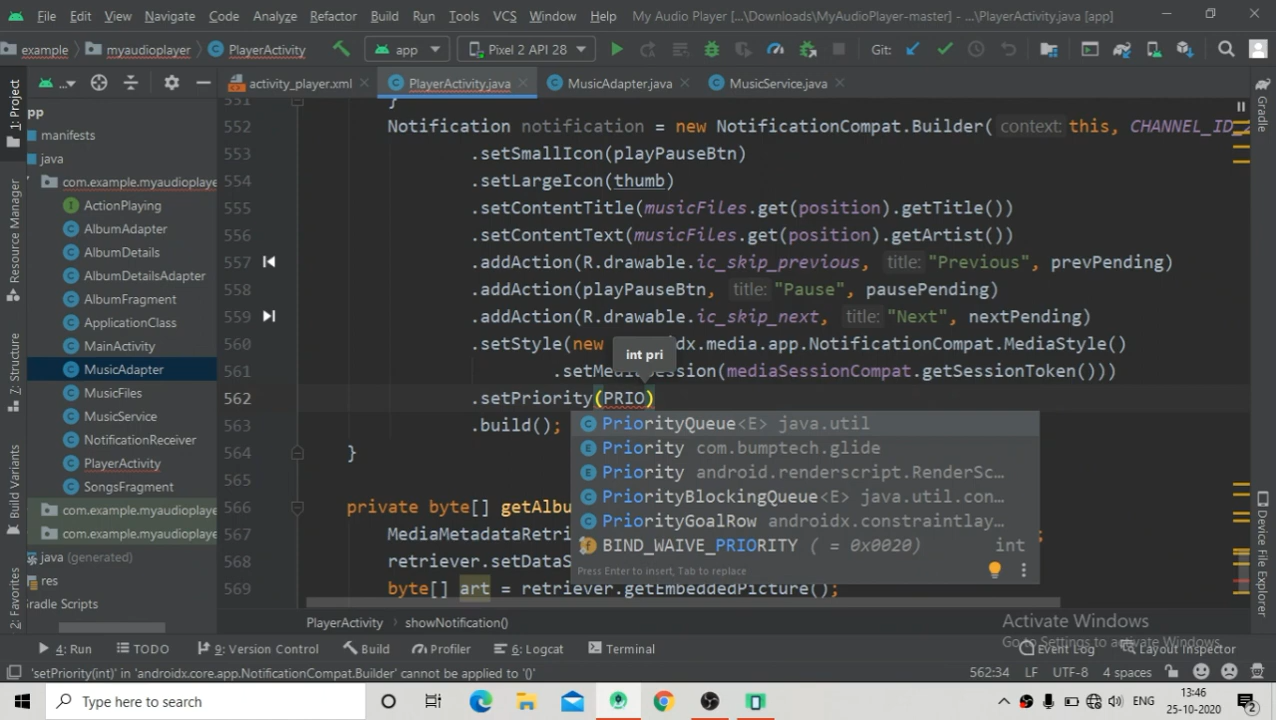 File Edit View Navigate Code Analyze Refactor Build Run Tools VCS Window Help My Audio Player [...\Downloads\MyAudioPlayer-master] - ...\PlayerActivity.java [app]
example myaudioplayer PlayerActivity app Pixel 2 API 28 Git:
activity_player.xml PlayerActivity.java MusicAdapter.java MusicService.java
1: Project
Resource Manager
Z: Structure
Build Variants
2: Favorites
pp
manifests
java
com.example.myaudioplaye
ActionPlaying
AlbumAdapter
AlbumDetails
AlbumDetailsAdapter
AlbumFragment
ApplicationClass
MainActivity
MusicAdapter
MusicFiles
MusicService
NotificationReceiver
PlayerActivity
SongsFragment
com.example.myaudioplaye
com.example.myaudioplaye
java (generated)
res
Gradle Scripts
551 }
552 Notification notification = new NotificationCompat.Builder( context: this, CHANNEL_ID_2
553 .setSmallIcon(playPauseBtn)
554 .setLargeIcon(thumb)
555 .setContentTitle(musicFiles.get(position).getTitle())
556 .setContentText(musicFiles.get(position).getArtist())
557 .addAction(R.drawable.ic_skip_previous, title: "Previous", prevPending)
558 .addAction(playPauseBtn, title: "Pause", pausePending)
559 .addAction(R.drawable.ic_skip_next, title: "Next", nextPending)
560 .setStyle(new idx.media.app.NotificationCompat.MediaStyle()
int pri
561 .setMediaSession(mediaSessionCompat.getSessionToken()))
562 .setPriority(PRIO)
563 .build();
564 }
565
566 private byte[] getAlbu
567 MediaMetadataRetri
568 retriever.setDataS
569 byte[] art = retriever.getEmbeddedPicture();
PriorityQueue<E> java.util
Priority com.bumptech.glide
Priority android.renderscript.RenderSc...
PriorityBlockingQueue<E> java.util.con...
PriorityGoalRow androidx.constraintlay...
BIND_WAIVE_PRIORITY ( = 0x0020) int
Press Enter to insert, Tab to replace
Gradle
Device File Explorer
PlayerActivity showNotification()
Activate Windows
Go to Settings to activate Windows.
4: Run TODO 9: Version Control Build Profiler 6: Logcat Terminal Event Log Layout Inspector
'setPriority(int)' in 'androidx.core.app.NotificationCompat.Builder' cannot be applied to '()' 562:34 LF UTF-8 4 spaces
Type here to search ENG 13:46
25-10-2020
2